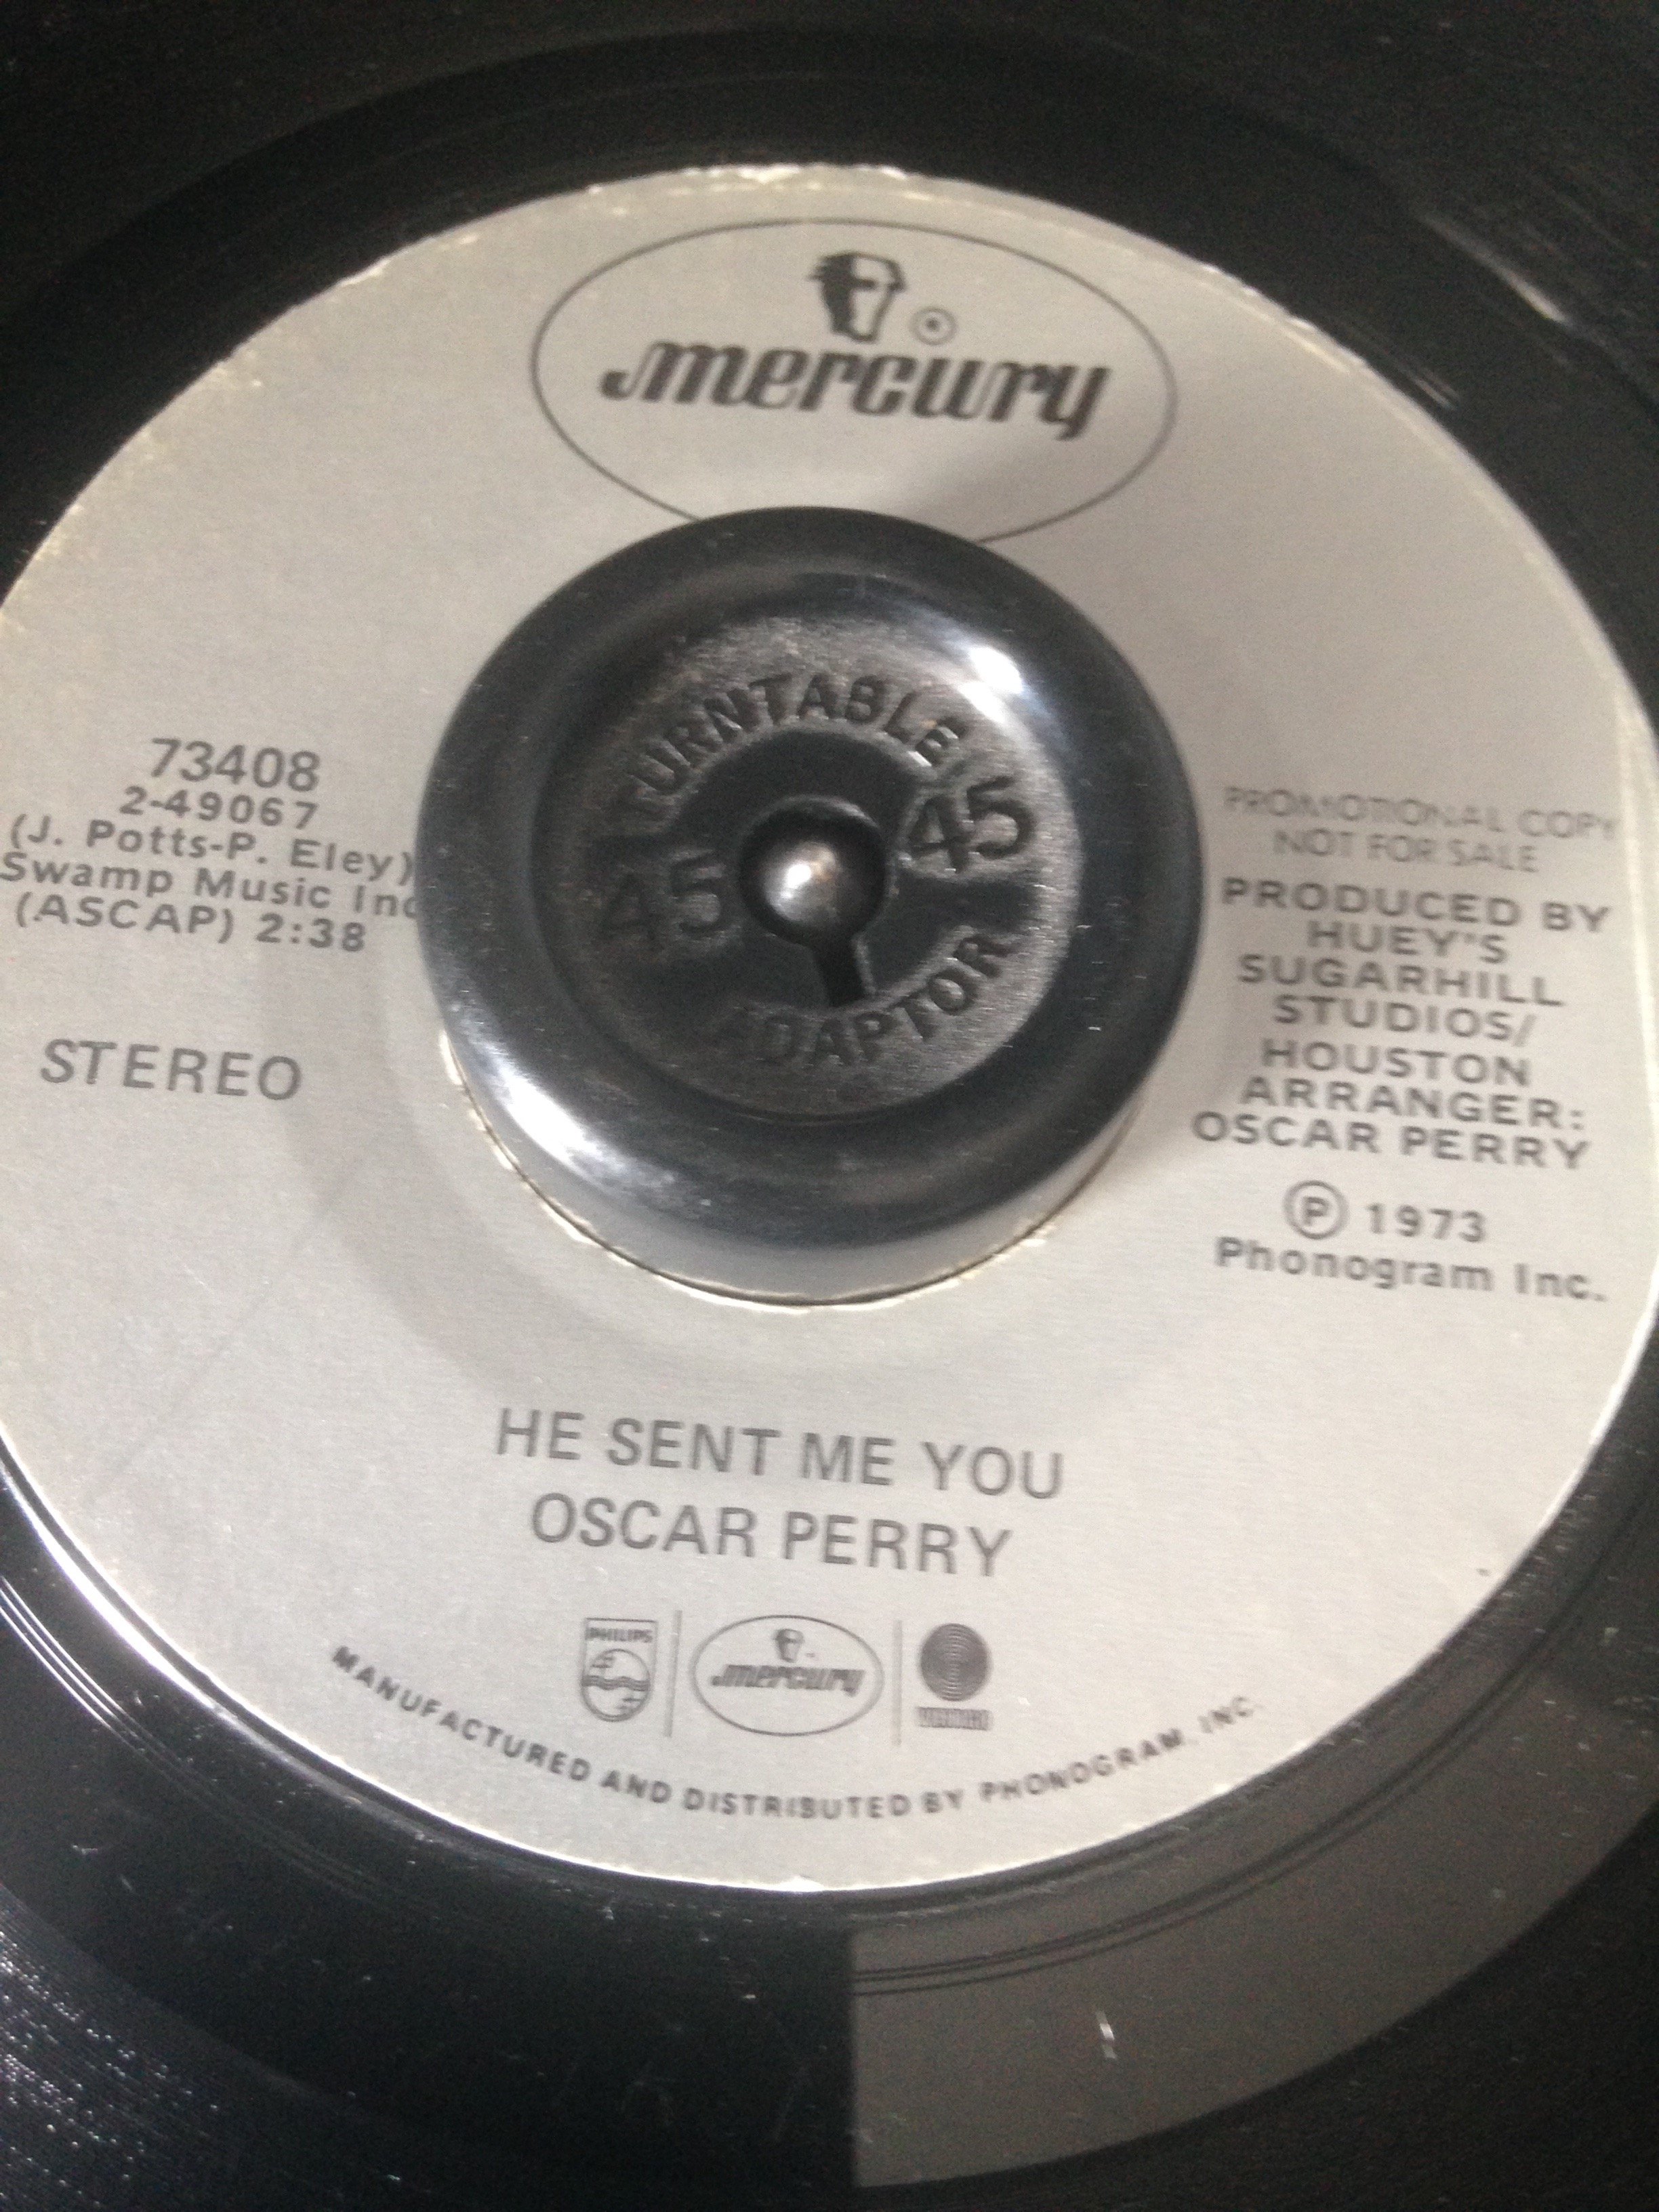 mercury
TURNTABLE
45
45
ADAPTOR
73408
2-49067
(J. Potts-P. Eley)
Swamp Music Inc
(ASCAP) 2:38
STEREO
PROMOTIONAL COPY
NOT FOR SALE
PRODUCED BY
HUEY"S
SUGARHILL
STUDIOS/
HOUSTON
ARRANGER:
OSCAR PERRY
Ⓟ 1973
Phonogram Inc.
HE SENT ME YOU
OSCAR PERRY
PHILIPS
mercury
VERTIGO
MANUFACTURED AND DISTRIBUTED BY PHONOGRAM, INC.